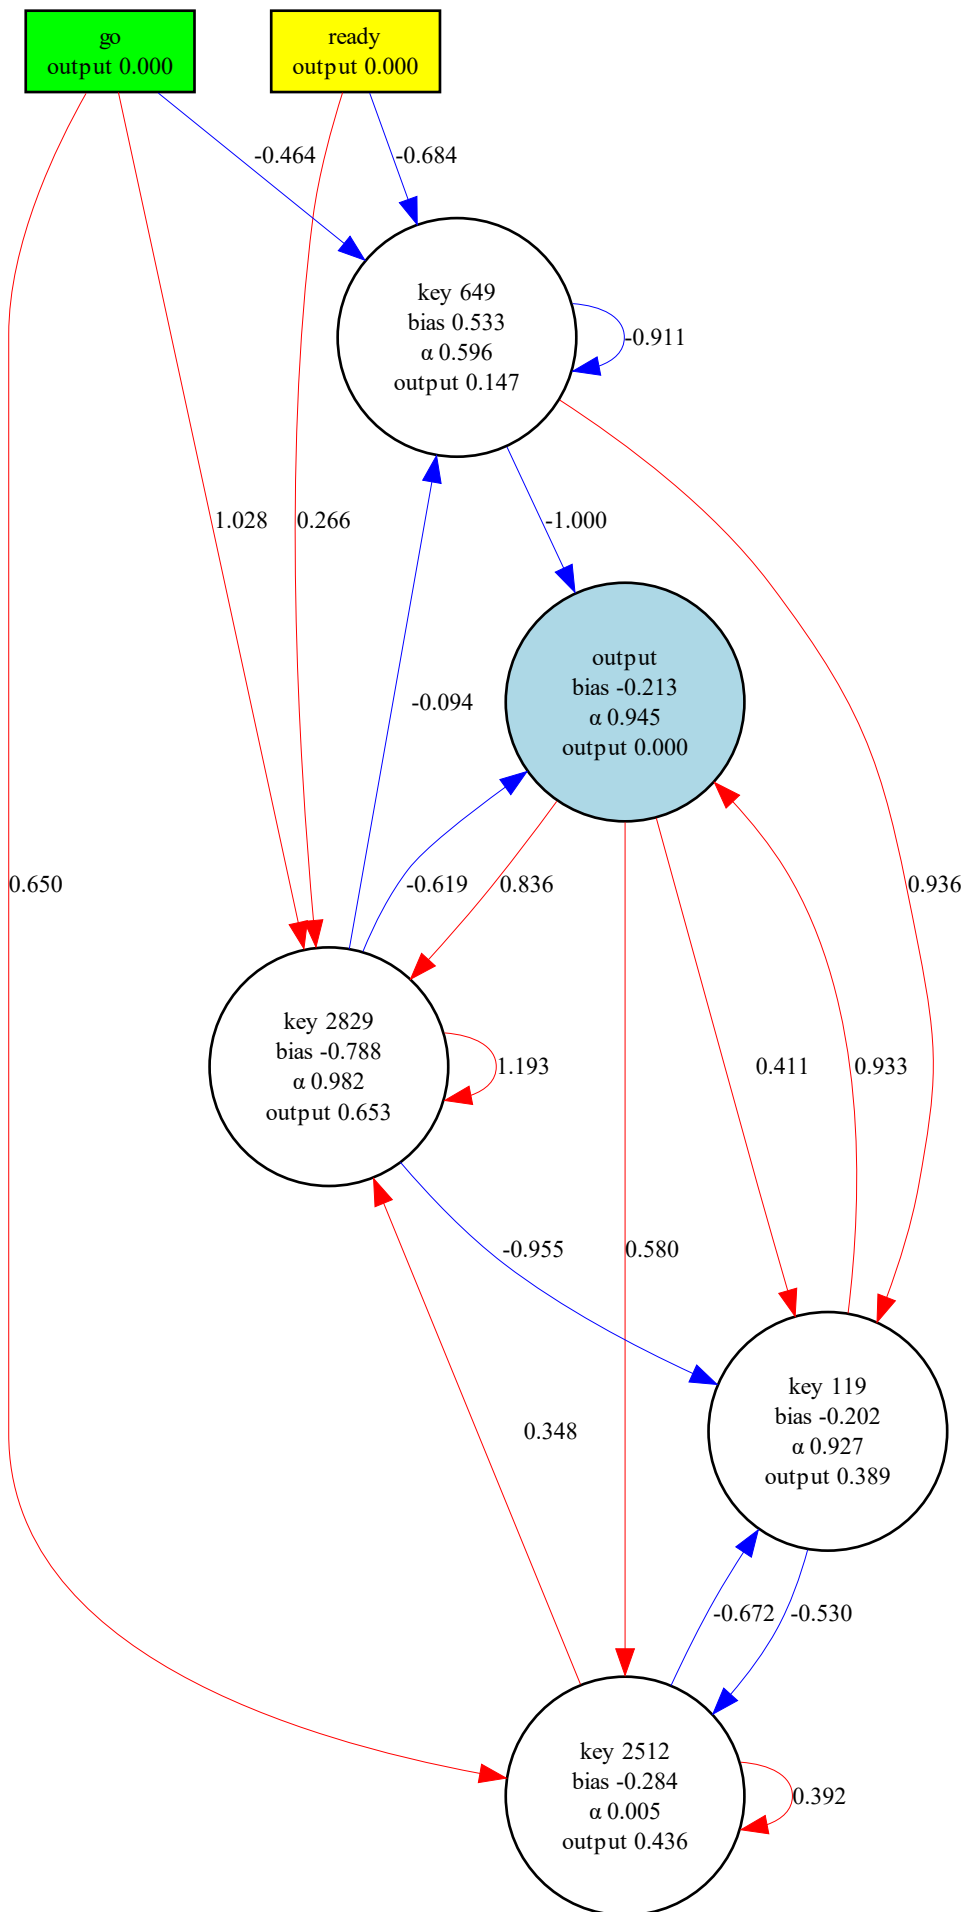 go
output 0.000
ready
output 0.000
-0.464
-0.684
key 649
bias 0.533
α 0.596
output 0.147
-0.911
1.028
0.266
-1.000
output
bias -0.213
α 0.945
output 0.000
-0.094
0.650
-0.619
0.836
0.936
key 2829
bias -0.788
α 0.982
output 0.653
1.193
0.411
0.933
-0.955
0.580
key 119
bias -0.202
α 0.927
output 0.389
0.348
-0.672
-0.530
key 2512
bias -0.284
α 0.005
output 0.436
0.392